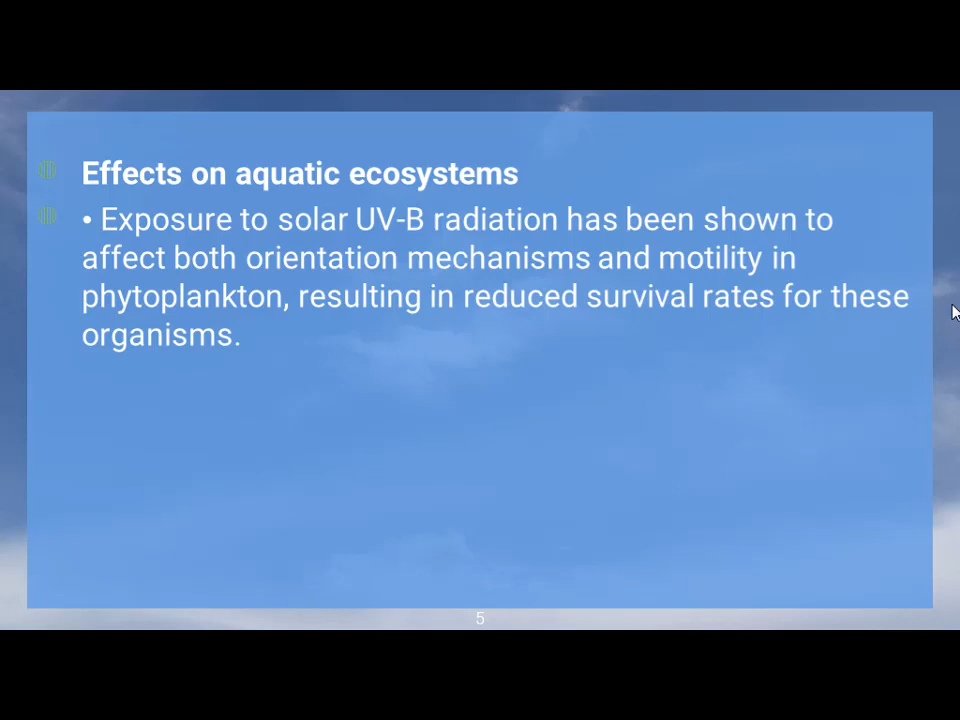 Effects on aquatic ecosystems
• Exposure to solar UV-B radiation has been shown to
affect both orientation mechanisms and motility in
phytoplankton, resulting in reduced survival rates for these
organisms.
5